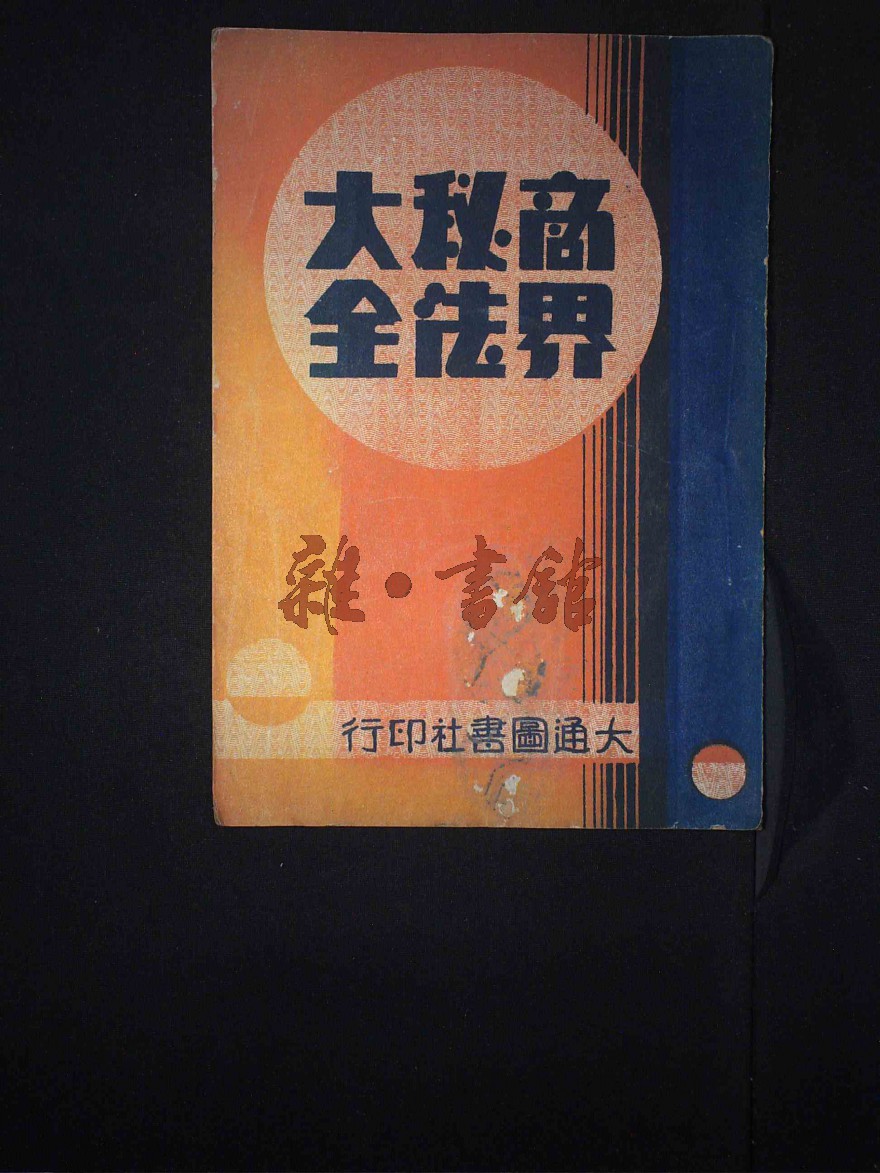 商界
秘法
大全
雜·書館
大通圖書社印行